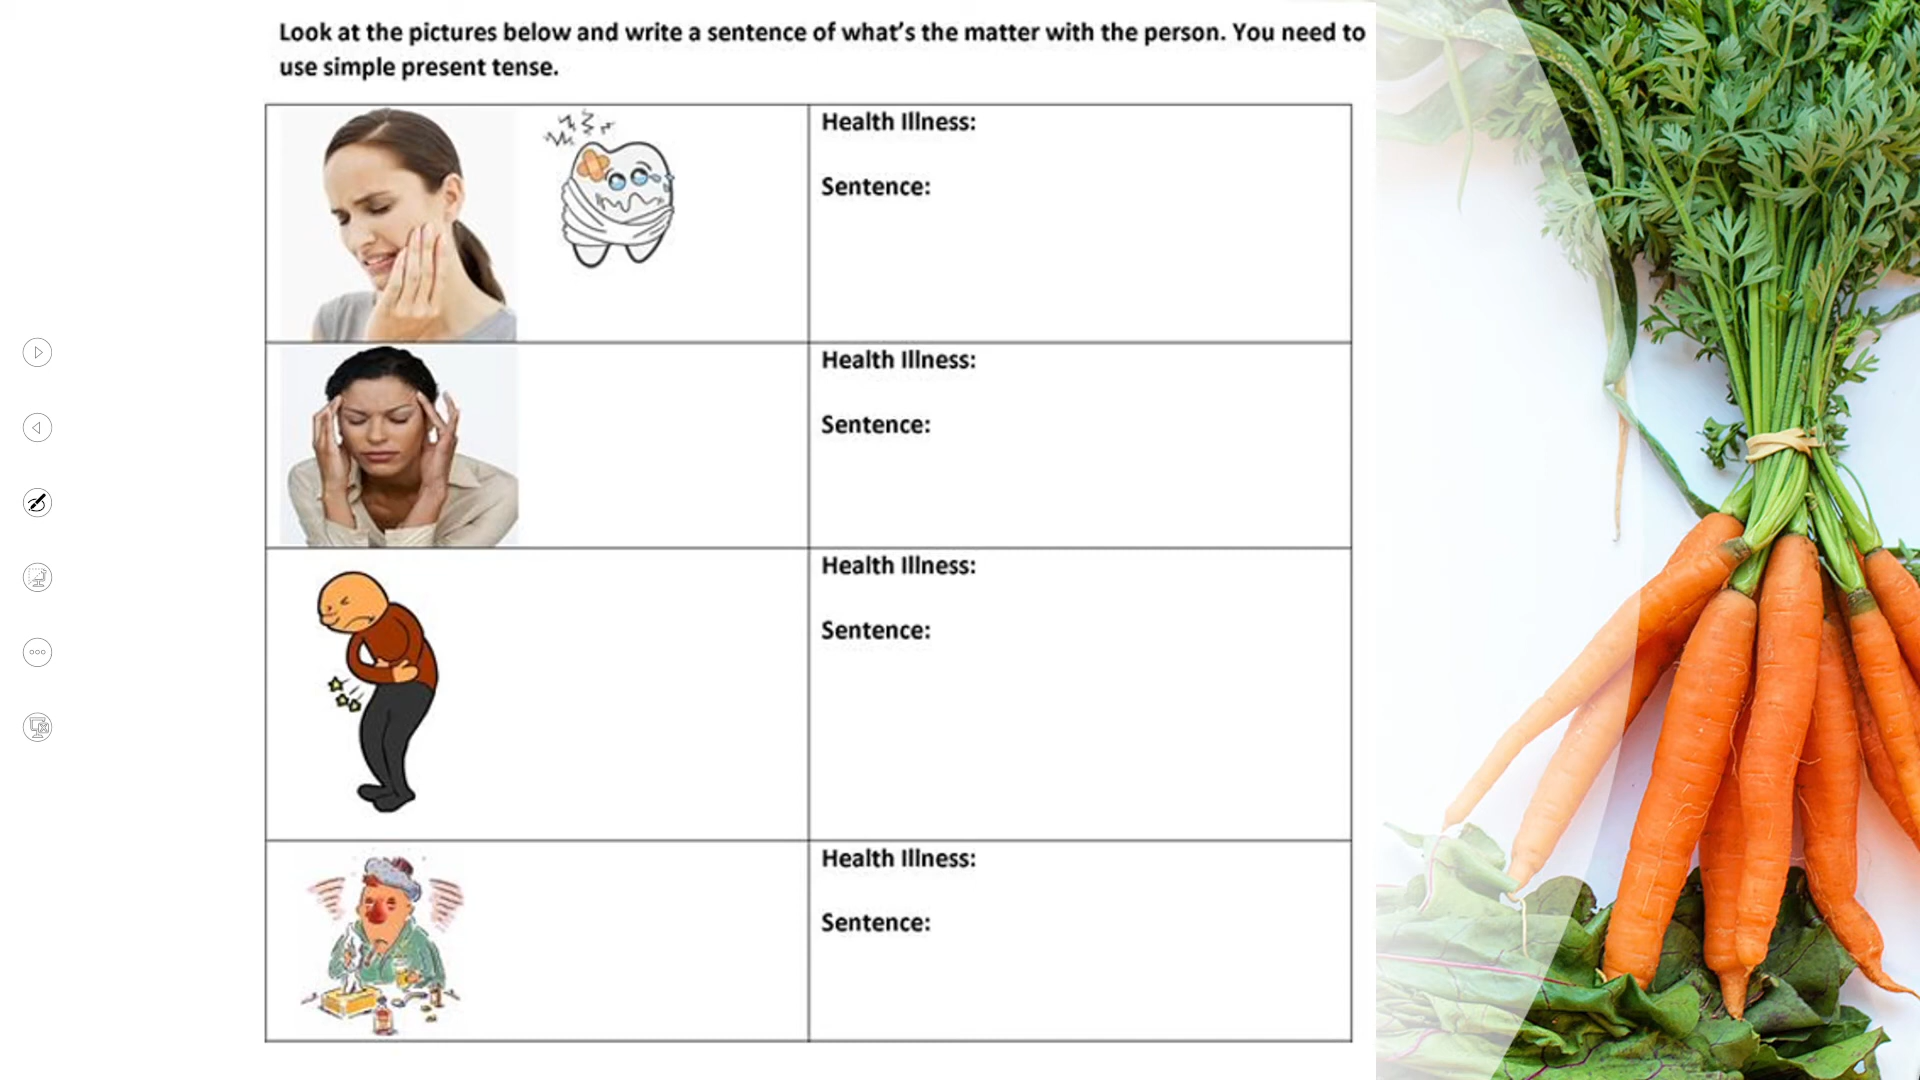 Look at the pictures below and write a sentence of what’s the matter with the person. You need to
use simple present tense.
Health Illness:
Sentence:
Health Illness:
Sentence:
Health Illness:
Sentence:
Health Illness:
Sentence: